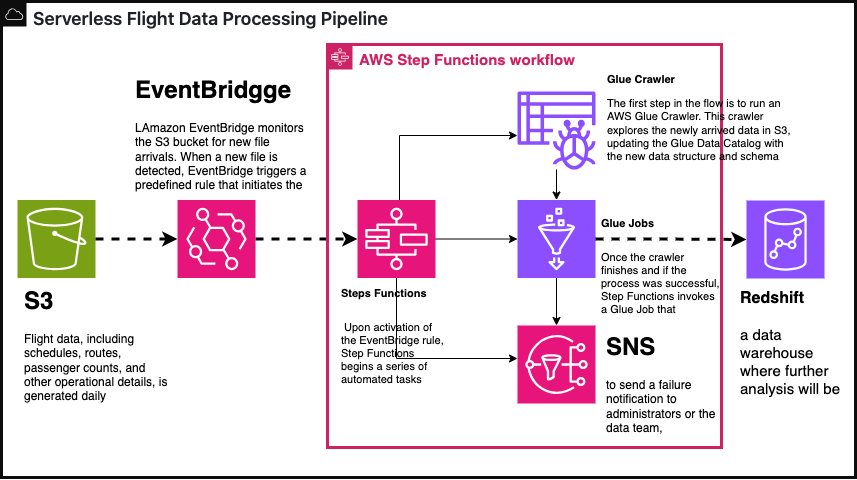 Serverless Flight Data Processing Pipeline
AWS Step Functions workflow
EventBridgge
LAmazon EventBridge monitors
the S3 bucket for new file
arrivals. When a new file is
detected, EventBridge triggers a
predefined rule that initiates the
Glue Crawler
The first step in the flow is to run an
AWS Glue Crawler. This crawler
explores the newly arrived data in S3,
updating the Glue Data Catalog with
the new data structure and schema
S3
Flight data, including
schedules, routes,
passenger counts, and
other operational details, is
generated daily
Steps Functions
Upon activation of
the EventBridge rule,
Step Functions
begins a series of
automated tasks
Glue Jobs
Once the crawler
finishes and if the
process was successful,
Step Functions invokes
a Glue Job that
SNS
to send a failure
notification to
administrators or the
data team,
Redshift
a data
warehouse
where further
analysis will be